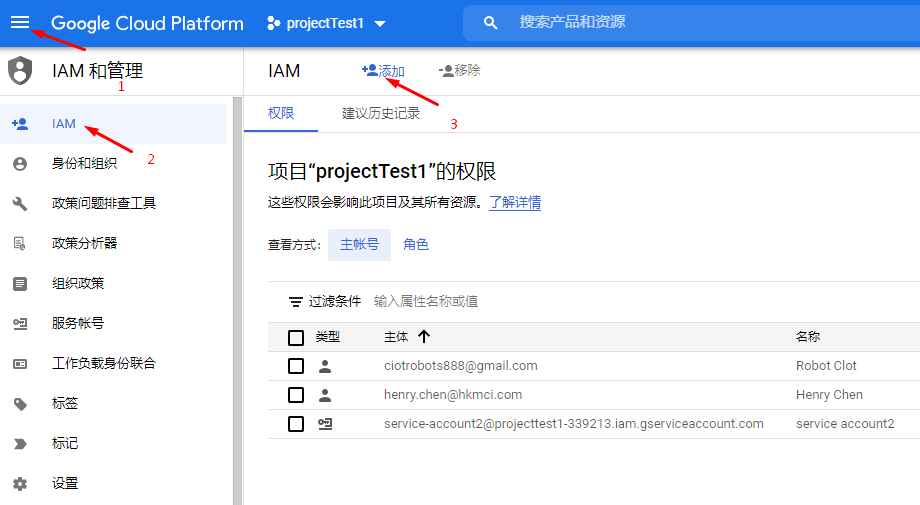 Google Cloud Platform projectTest1 搜索产品和资源
IAM 和管理
1
IAM 添加 移除
3
IAM
2
身份和组织
政策问题排查工具
政策分析器
组织政策
服务帐号
工作负载身份联合
标签
标记
设置
权限 建议历史记录
项目“projectTest1”的权限
这些权限会影响此项目及其所有资源。了解详情
查看方式: 主帐号 角色
过滤条件 输入属性名称或值
类型 主体 名称
ciotrobots888@gmail.com Robot Clot
henry.chen@hkmci.com Henry Chen
service-account2@projecttest1-339213.iam.gserviceaccount.com service account2